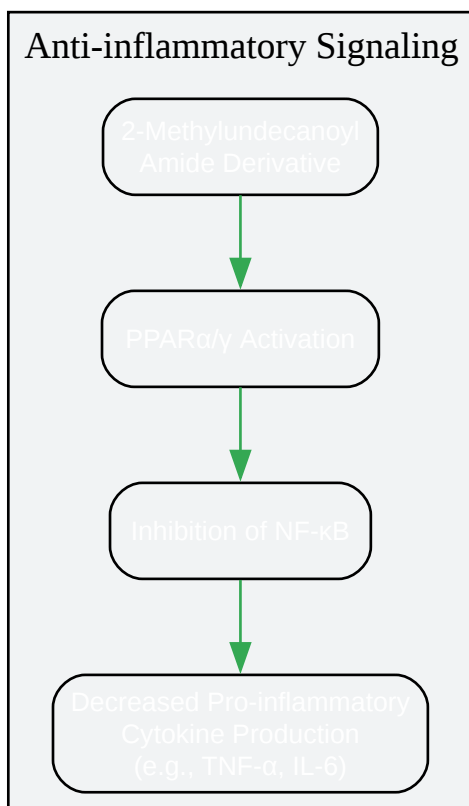 Anti-inflammatory Signaling
2-Methylundecanoyl
Amide Derivative
PPARα/γ Activation
Inhibition of NF-κB
Decreased Pro-inflammatory
Cytokine Production
(e.g., TNF-α, IL-6)